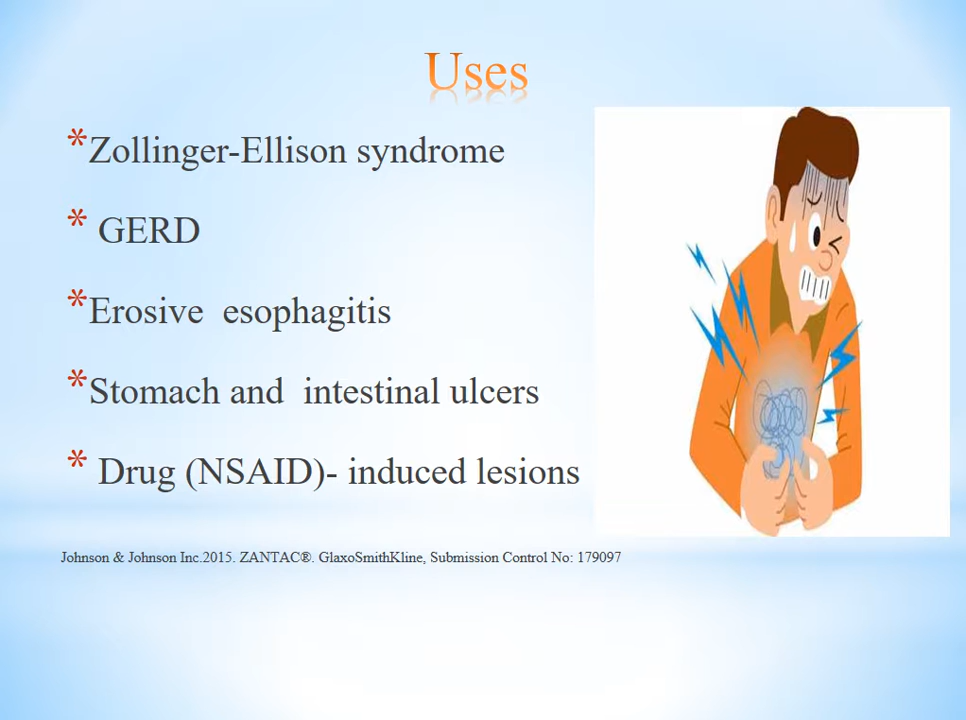 Uses
*Zollinger-Ellison syndrome
* GERD
*Erosive  esophagitis
*Stomach and  intestinal ulcers
* Drug (NSAID)- induced lesions
Johnson & Johnson Inc.2015. ZANTAC®. GlaxoSmithKline, Submission Control No: 179097